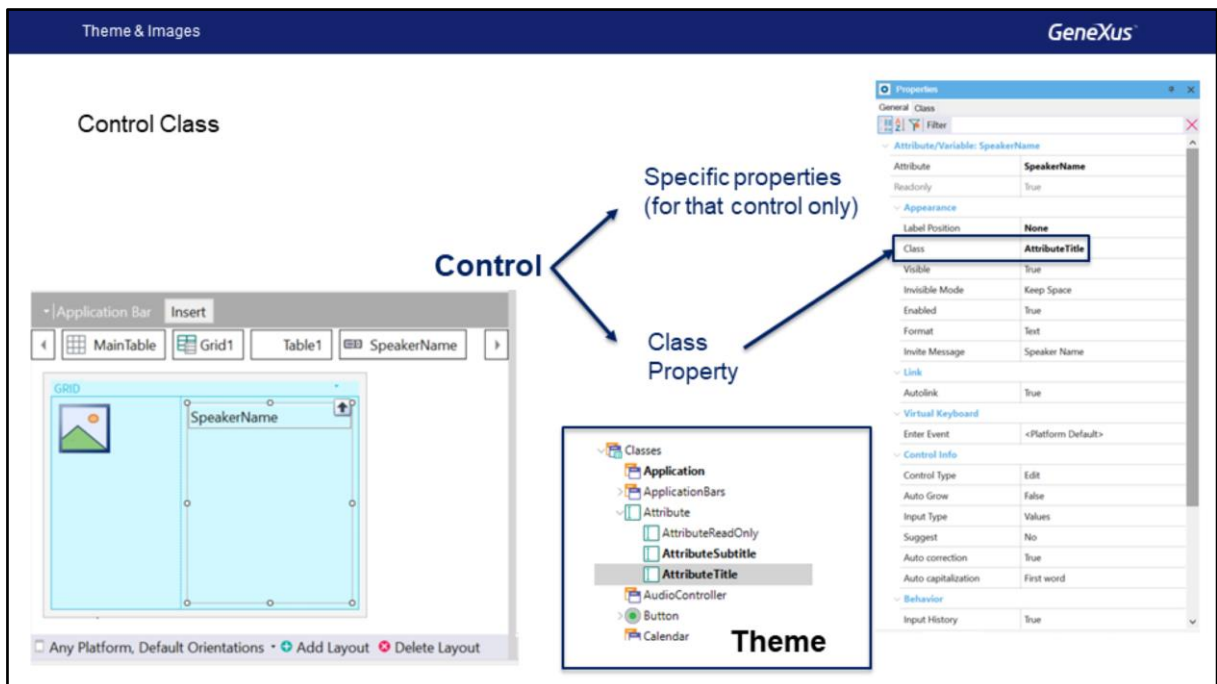 Theme & Images
GeneXus
Control Class
Control
Specific properties
(for that control only)
Class
Property
Application Bar
Insert
MainTable
Grid1
Table1
SpeakerName
GRID
SpeakerName
Any Platform, Default Orientations
Add Layout
Delete Layout
Classes
Application
ApplicationBars
Attribute
AttributeReadOnly
AttributeSubtitle
AttributeTitle
AudioController
Button
Calendar
Theme
Properties
General Class
Filter
Attribute/Variable: SpeakerName
Attribute SpeakerName
Readonly True
Appearance
Label Position None
Class AttributeTitle
Visible True
Invisible Mode Keep Space
Enabled True
Format Text
Invite Message Speaker Name
Link
Autolink True
Virtual Keyboard
Enter Event <Platform Default>
Control Info
Control Type Edit
Auto Grow False
Input Type Values
Suggest No
Auto correction True
Auto capitalization First word
Behavior
Input History True